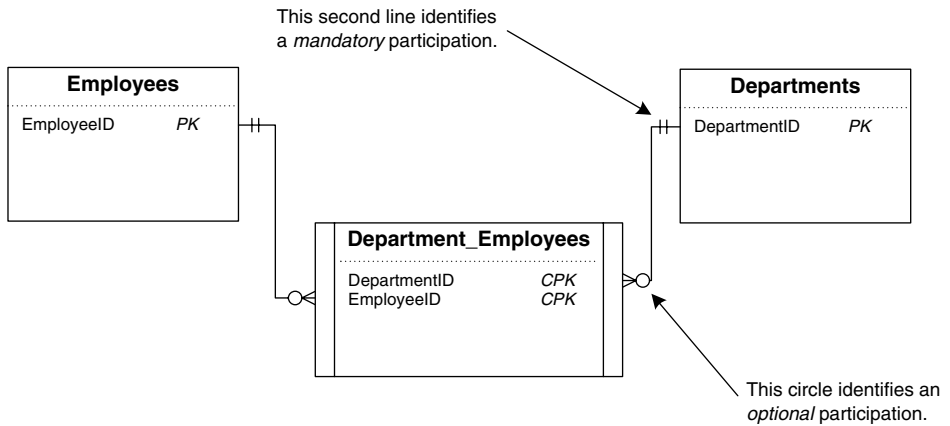 This second line identifies
a mandatory participation.
Employees
EmployeeID PK
Departments
DepartmentID PK
Department_Employees
DepartmentID CPK
EmployeeID CPK
This circle identifies an
optional participation.